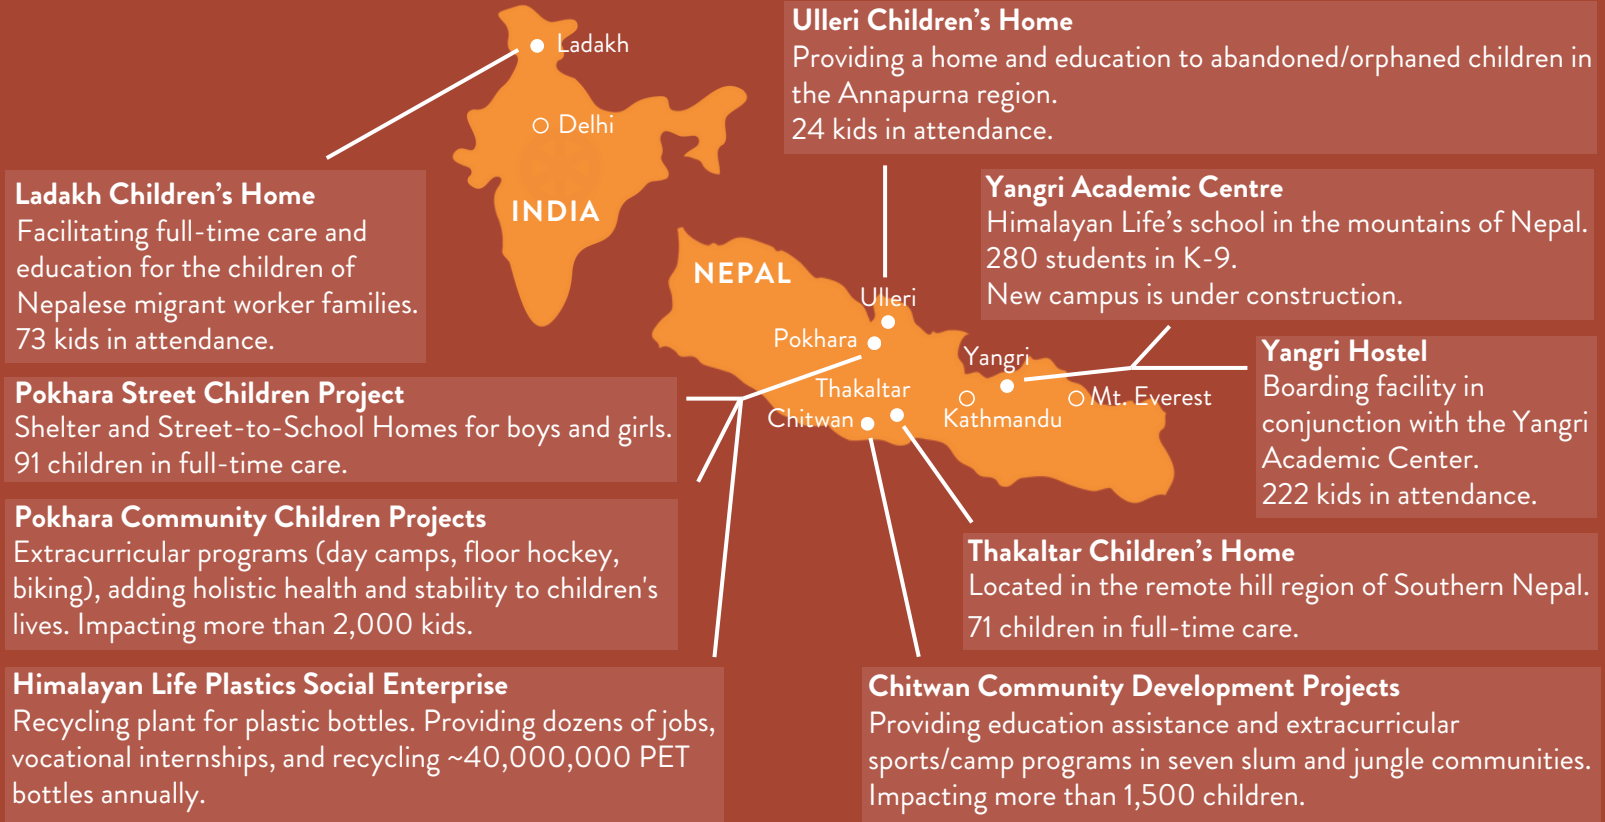 Ladakh
Delhi
INDIA
Ladakh Children's Home
Facilitating full-time care and
education for the children of
Nepalese migrant worker families.
73 kids in attendance.
Ulleri Children's Home
Providing a home and education to abandoned/orphaned children in
the Annapurna region.
24 kids in attendance.
Yangri Academic Centre
Himalayan Life's school in the mountains of Nepal.
280 students in K-9.
New campus is under construction.
NEPAL
Ulleri
Pokhara
Yangri
Thakaltar
Chitwan
Kathmandu
Mt. Everest
Yangri Hostel
Boarding facility in
conjunction with the Yangri
Academic Center.
222 kids in attendance.
Pokhara Street Children Project
Shelter and Street-to-School Homes for boys and girls.
91 children in full-time care.
Pokhara Community Children Projects
Extracurricular programs (day camps, floor hockey,
biking), adding holistic health and stability to children's
lives. Impacting more than 2,000 kids.
Thakaltar Children's Home
Located in the remote hill region of Southern Nepal.
71 children in full-time care.
Himalayan Life Plastics Social Enterprise
Recycling plant for plastic bottles. Providing dozens of jobs,
vocational internships, and recycling ~40,000,000 PET
bottles annually.
Chitwan Community Development Projects
Providing education assistance and extracurricular
sports/camp programs in seven slum and jungle communities.
Impacting more than 1,500 children.